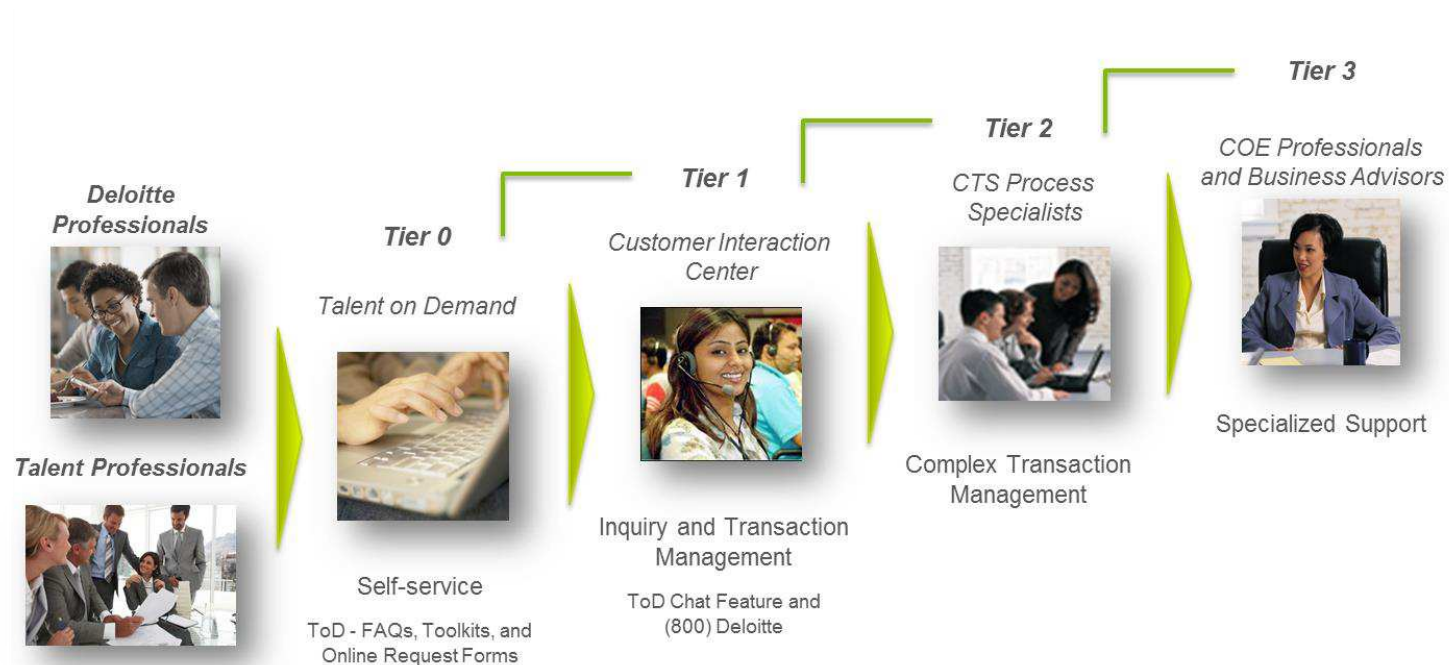 Deloitte
Professionals
Talent Professionals
Tier 0
Talent on Demand
Self-service
ToD - FAQs, Toolkits, and
Online Request Forms
Tier 1
Customer Interaction
Center
Inquiry and Transaction
Management
ToD Chat Feature and
(800) Deloitte
Tier 2
CTS Process
Specialists
Complex Transaction
Management
Tier 3
COE Professionals
and Business Advisors
Specialized Support